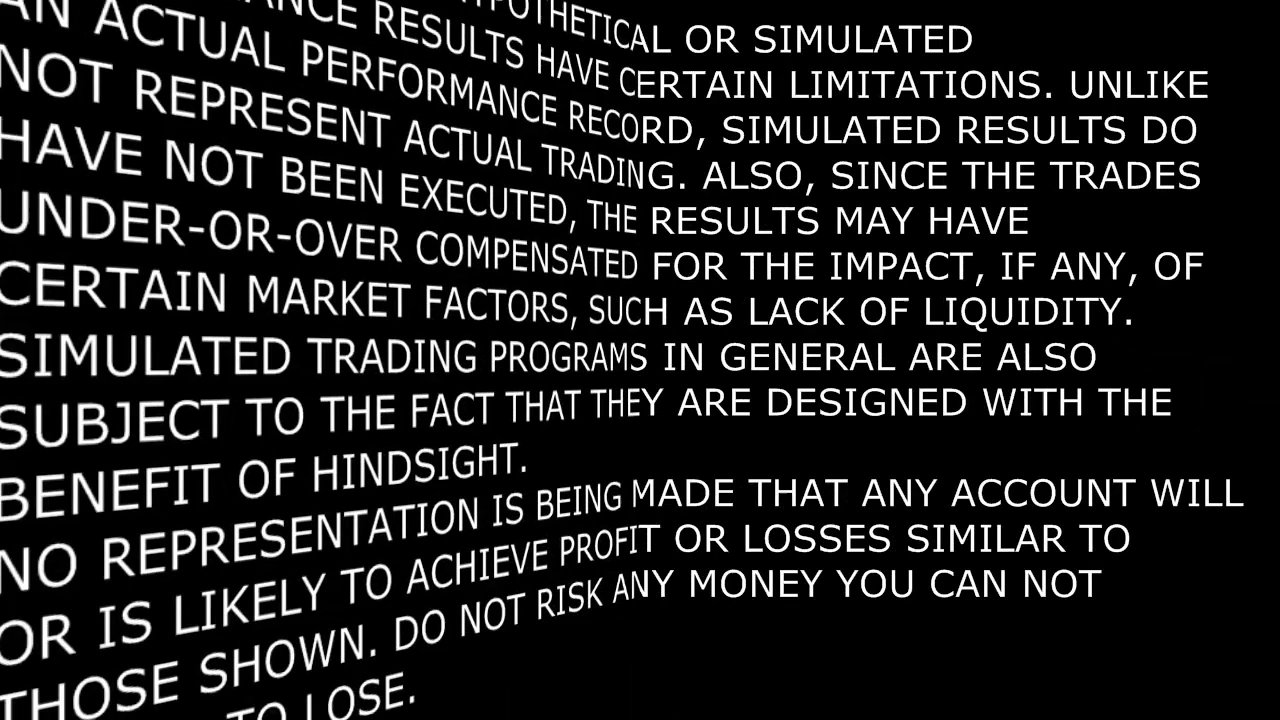 HYPOTHETICAL OR SIMULATED
RESULTS HAVE CERTAIN LIMITATIONS. UNLIKE
AN ACTUAL PERFORMANCE RECORD, SIMULATED RESULTS DO
NOT REPRESENT ACTUAL TRADING. ALSO, SINCE THE TRADES
HAVE NOT BEEN EXECUTED, THE RESULTS MAY HAVE
UNDER-OR-OVER COMPENSATED FOR THE IMPACT, IF ANY, OF
CERTAIN MARKET FACTORS, SUCH AS LACK OF LIQUIDITY.
SIMULATED TRADING PROGRAMS IN GENERAL ARE ALSO
SUBJECT TO THE FACT THAT THEY ARE DESIGNED WITH THE
BENEFIT OF HINDSIGHT.
NO REPRESENTATION IS BEING MADE THAT ANY ACCOUNT WILL
OR IS LIKELY TO ACHIEVE PROFIT OR LOSSES SIMILAR TO
THOSE SHOWN. DO NOT RISK ANY MONEY YOU CAN NOT
TO LOSE.